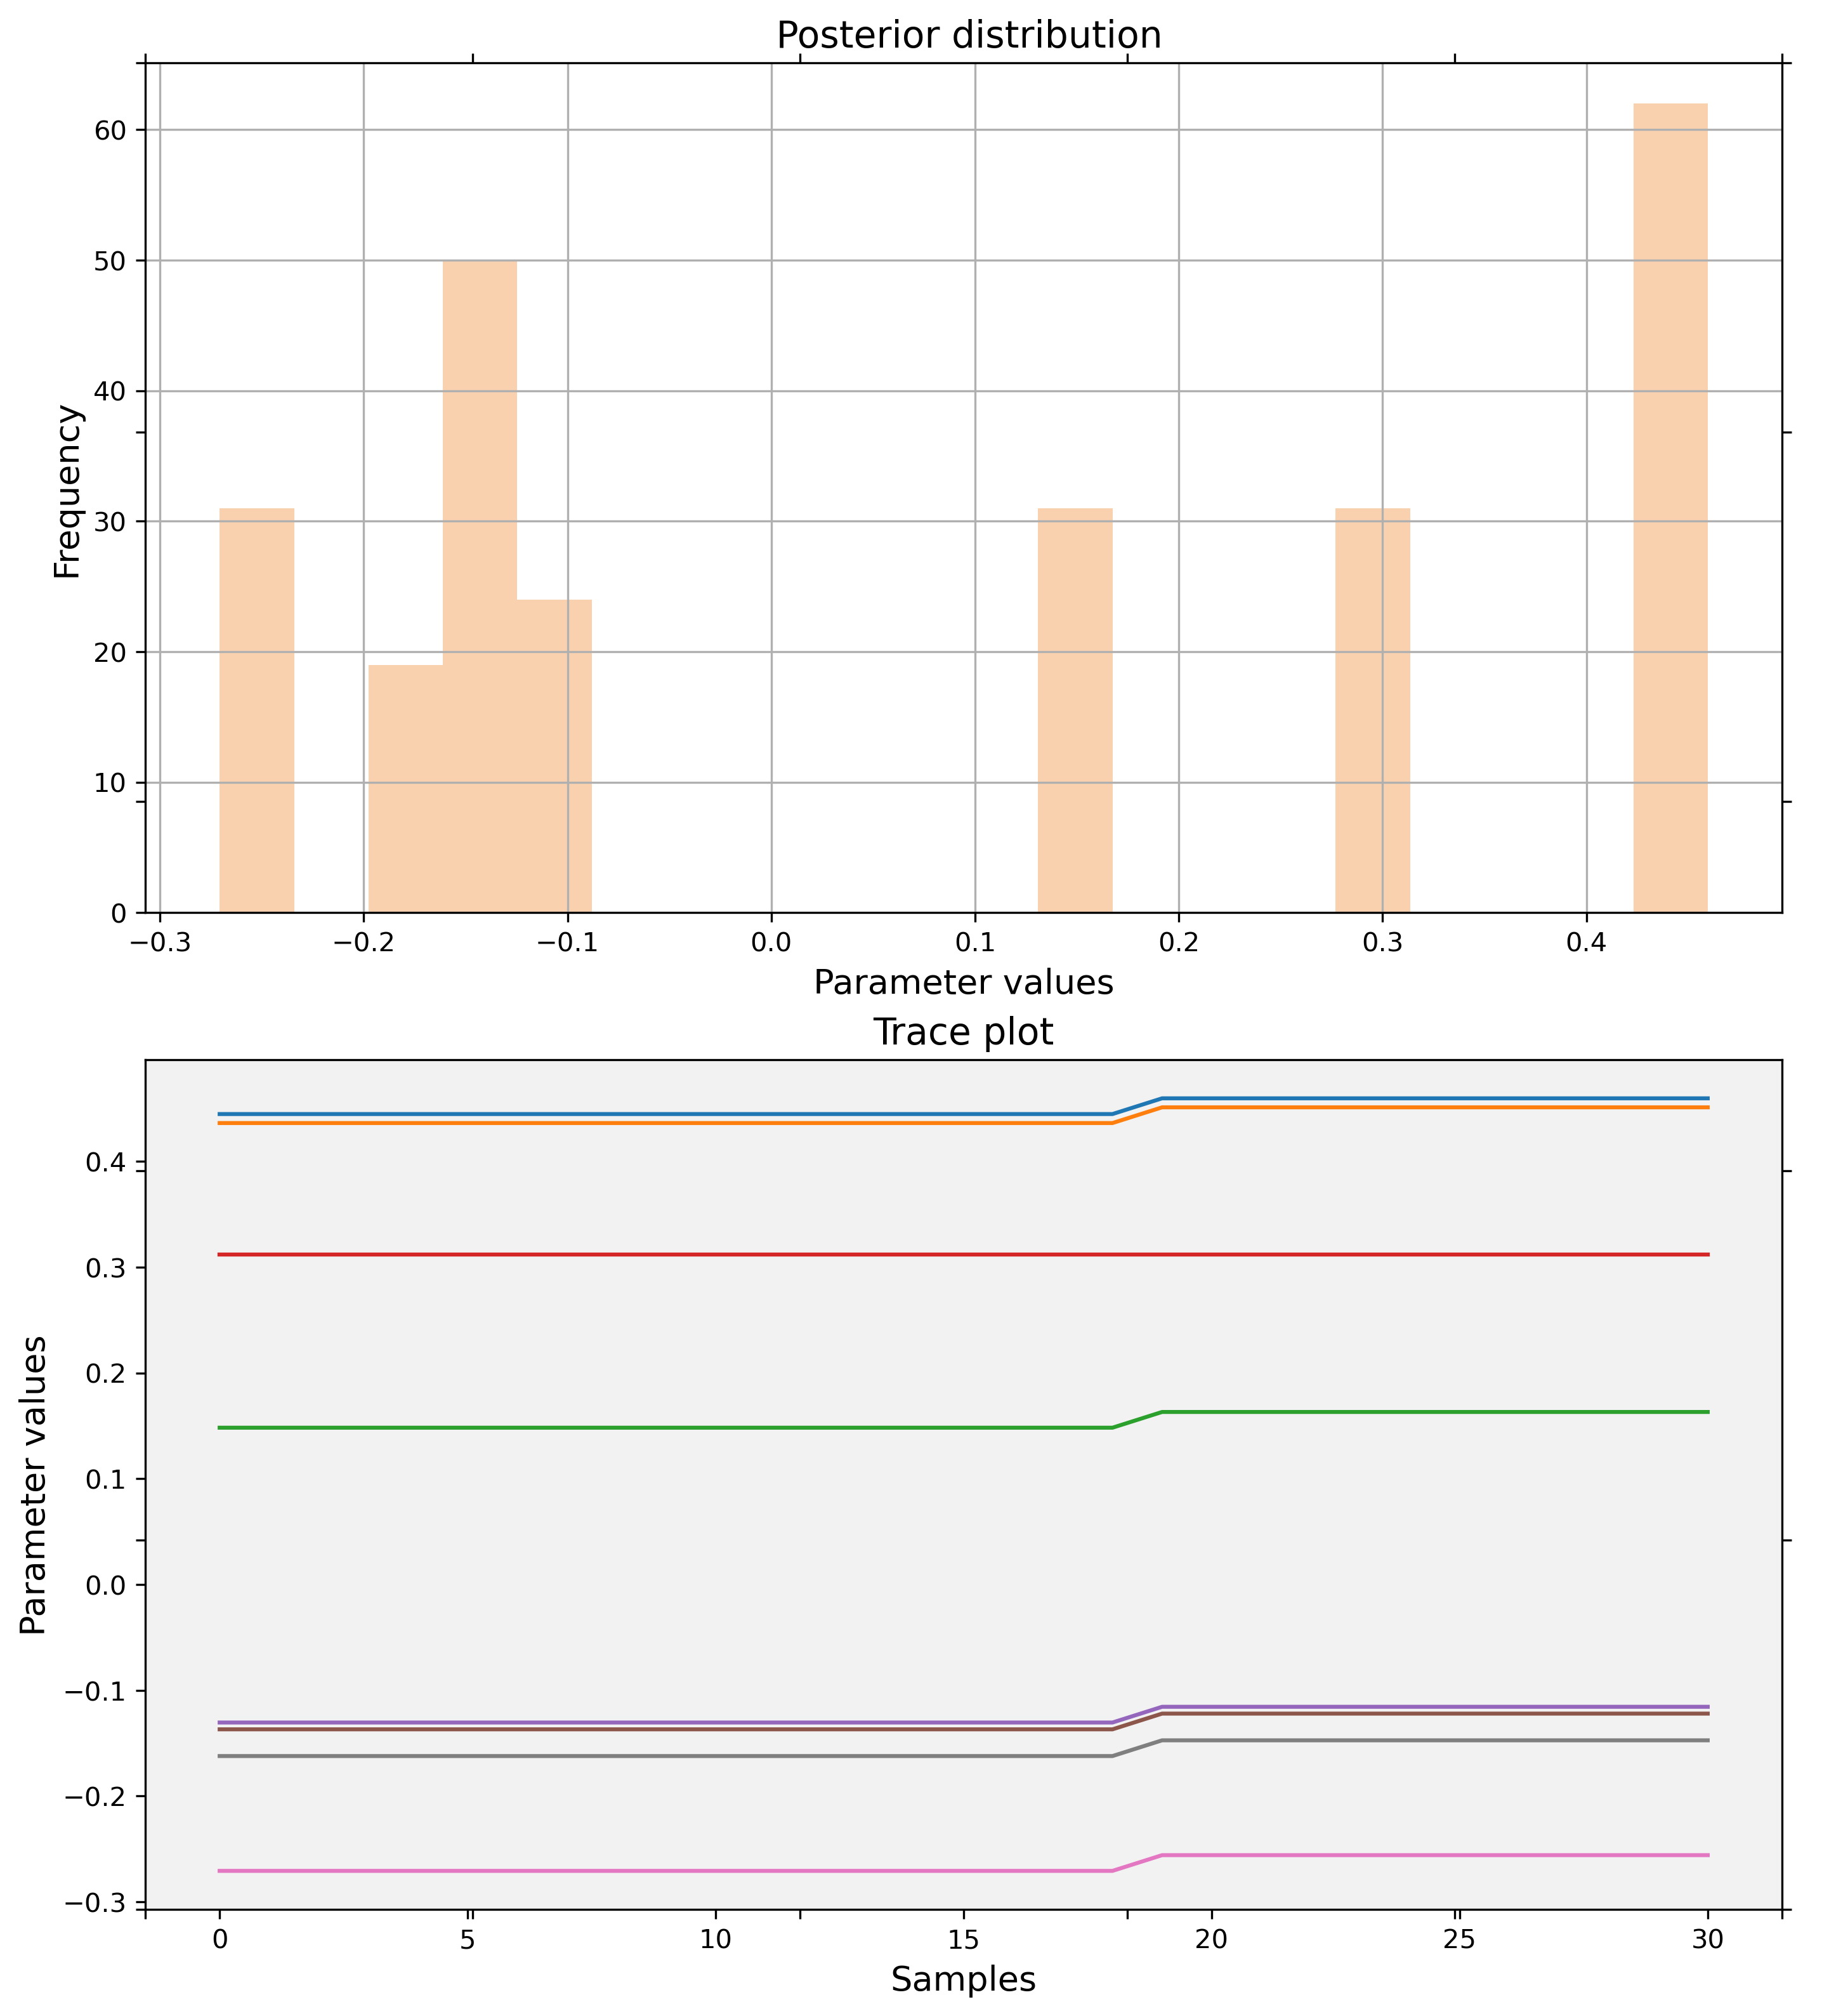 Posterior distribution
60
50
40
30
20
10
0
Frequency
−0.3 −0.2 −0.1 0.0 0.1 0.2 0.3 0.4
Parameter values
Trace plot
0.4
0.3
0.2
0.1
0.0
−0.1
−0.2
−0.3
Parameter values
0 5 10 15 20 25 30
Samples